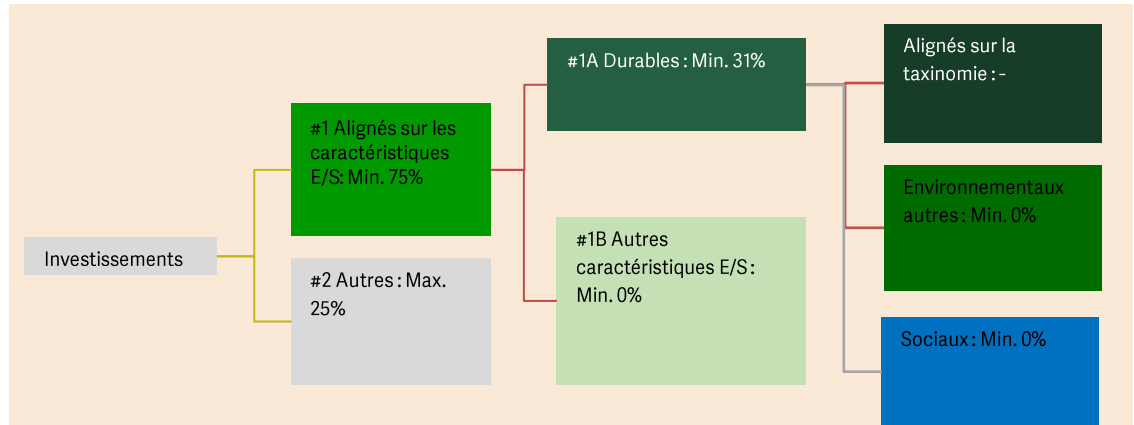 Investissements
#1 Alignés sur les
caractéristiques
E/S: Min. 75%
#2 Autres : Max.
25%
#1A Durables : Min. 31%
#1B Autres
caractéristiques E/S :
Min. 0%
Alignés sur la
taxinomie : -
Environnementaux
autres : Min. 0%
Sociaux : Min. 0%